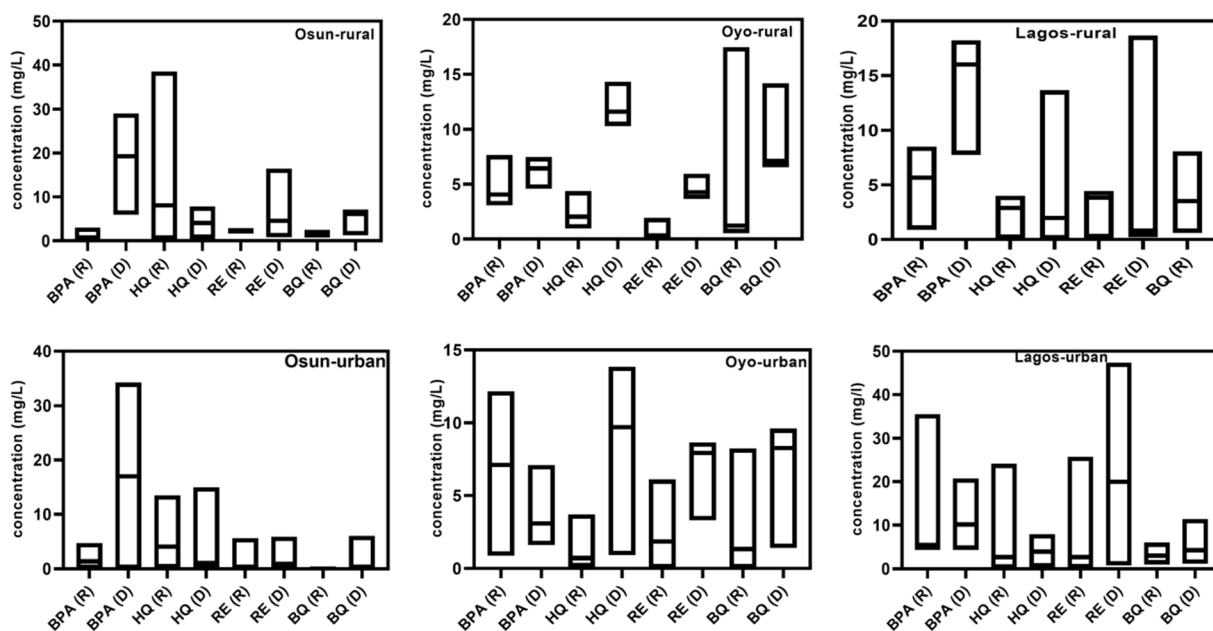 Osun-rural
concentration (mg/L)
50
40
30
20
10
0
BPA (R)
BPA (D)
HQ (R)
HQ (D)
RE (R)
RE (D)
BQ (R)
BQ (D)
Oyo-rural
concentration (mg/L)
20
15
10
5
0
BPA (R)
BPA (D)
HQ (R)
HQ (D)
RE (R)
RE (D)
BQ (R)
BQ (D)
Lagos-rural
concentration (mg/L)
20
15
10
5
0
BPA (R)
BPA (D)
HQ (R)
HQ (D)
RE (R)
RE (D)
BQ (R)
Osun-urban
concentration (mg/L)
40
30
20
10
0
BPA (R)
BPA (D)
HQ (R)
HQ (D)
RE (R)
RE (D)
BQ (R)
BQ (D)
Oyo-urban
concentration (mg/L)
15
10
5
0
BPA (R)
BPA (D)
HQ (R)
HQ (D)
RE (R)
RE (D)
BQ (R)
BQ (D)
Lagos-urban
concentration (mg/l)
50
40
30
20
10
0
BPA (R)
BPA (D)
HQ (R)
HQ (D)
RE (R)
RE (D)
BQ (R)
BQ (D)